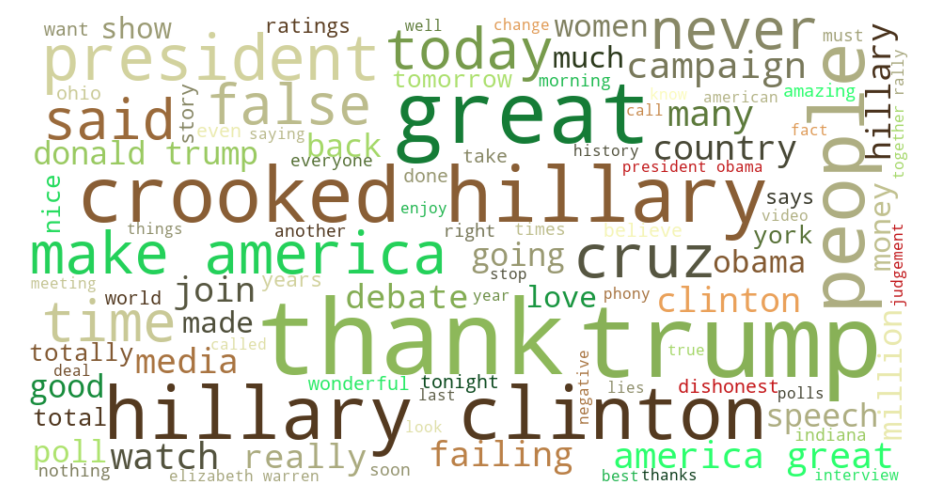 want show
ratings
well
change
women
never
must
president
today
much
campaign
people
hillary
ohio
story
false
tomorrow
morning
know
american
amazing
together rally
said
great
call
many
fact
even
saying
donald trump
back
everyone
take
history
country
president obama
nice
crooked hillary
done
enjoy
says
video
things
another
right
times
believe
york
money
judgement
make america
going
cruz
obama
stop
meeting
world
join
years
debate
year
love
phony
clinton
million
time
made
thank trump
totally
media
called
true
deal
good
wonderful
tonight
negative
lies
dishonest
polls
last
total
hillary clinton
look
speech
poll
watch
really
failing
america great
indiana
nothing
elizabeth warren
soon
best
thanks
interview